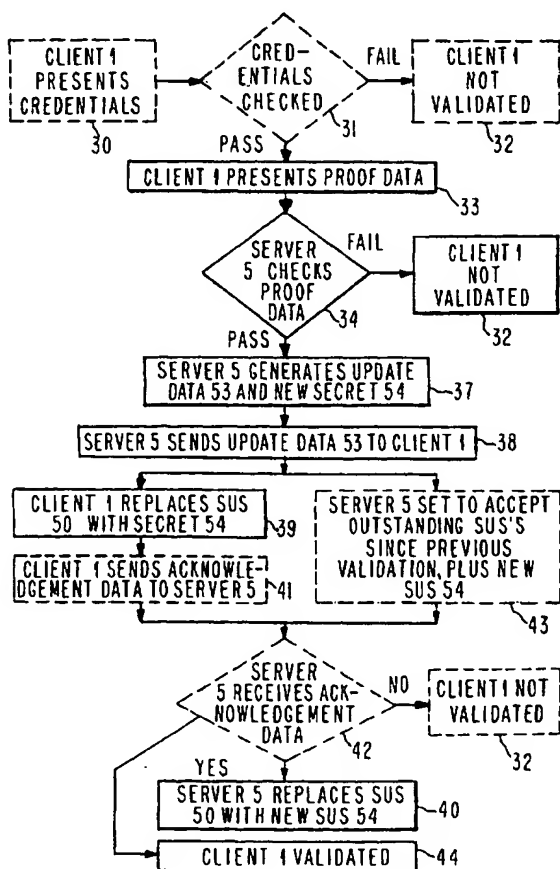 CLIENT 1
PRESENTS
CREDENTIALS
30
CRED-
ENTIALS
CHECKED
31
FAIL
CLIENT 1
NOT
VALIDATED
32
PASS
CLIENT 1 PRESENTS PROOF DATA
33
SERVER
5 CHECKS
PROOF
DATA
34
FAIL
CLIENT 1
NOT
VALIDATED
32
PASS
SERVER 5 GENERATES UPDATE
DATA 53 AND NEW SECRET 54
37
SERVER 5 SENDS UPDATE DATA 53 TO CLIENT 1
38
CLIENT 1 REPLACES SUS
50 WITH SECRET 54
39
CLIENT 1 SENDS ACKNOWLE-
DGEMENT DATA TO SERVER 5
41
SERVER 5 SET TO ACCEPT
OUTSTANDING SUS'S
SINCE PREVIOUS
VALIDATION, PLUS NEW
SUS 54
43
SERVER
5 RECEIVES ACK-
NOWLEDGEMENT
DATA
42
NO
CLIENT 1 NOT
VALIDATED
32
YES
SERVER 5 REPLACES SUS
50 WITH NEW SUS 54
40
CLIENT 1 VALIDATED
44